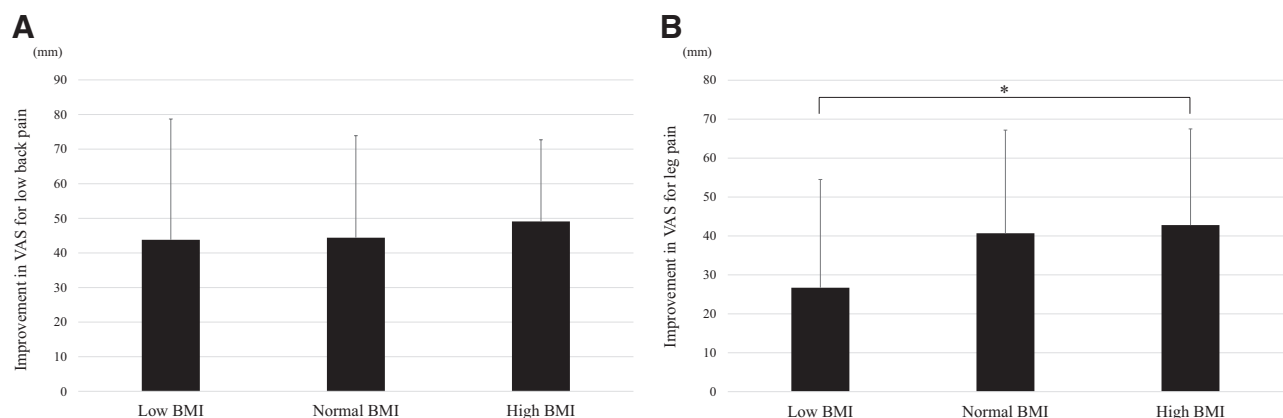 A
(mm)
Improvement in VAS for low back pain
90
80
70
60
50
40
30
20
10
0
Low BMI Normal BMI High BMI
B
(mm)
Improvement in VAS for leg pain
80
70
60
50
40
30
20
10
0
*
Low BMI Normal BMI High BMI